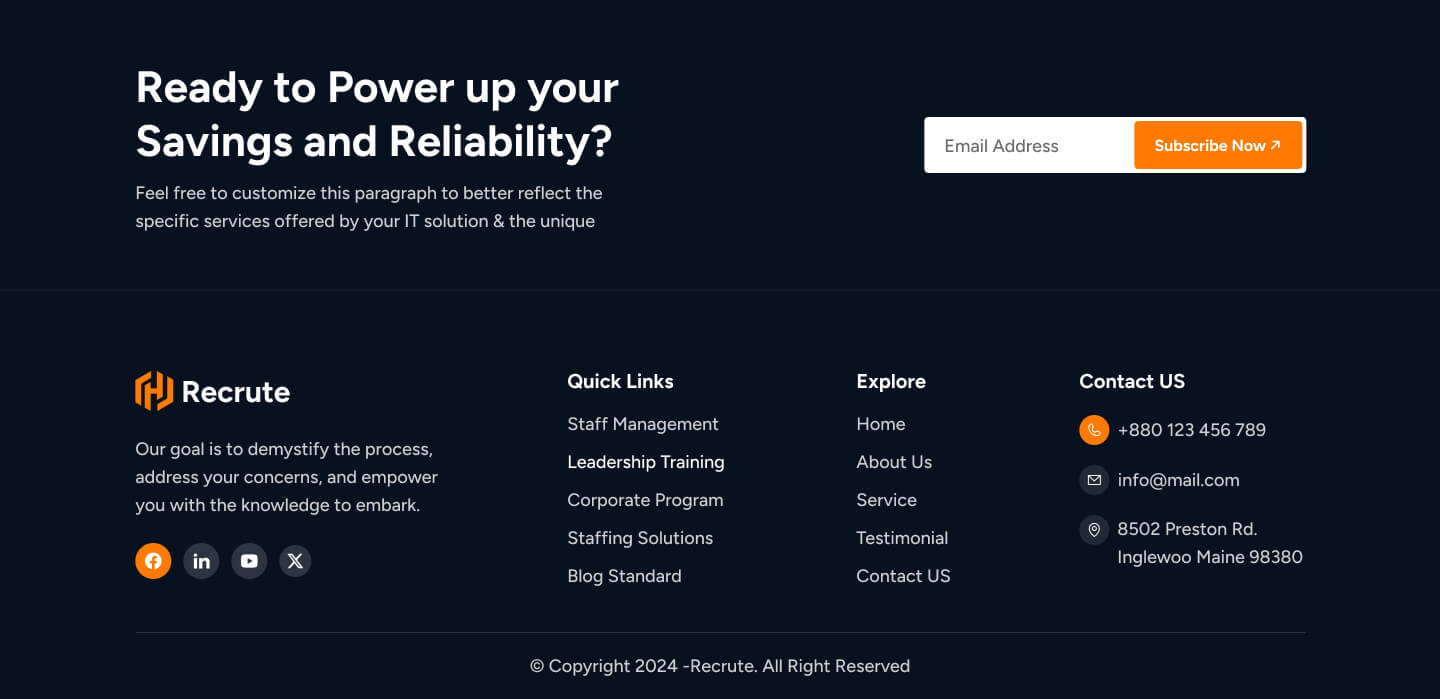 Ready to Power up your
Savings and Reliability?
Feel free to customize this paragraph to better reflect the
specific services offered by your IT solution & the unique
Email Address
Subscribe Now
Recrute
Our goal is to demystify the process,
address your concerns, and empower
you with the knowledge to embark.
Quick Links
Staff Management
Leadership Training
Corporate Program
Staffing Solutions
Blog Standard
Explore
Home
About Us
Service
Testimonial
Contact US
Contact US
+880 123 456 789
info@mail.com
8502 Preston Rd.
Inglewoo Maine 98380
© Copyright 2024 -Recrute. All Right Reserved